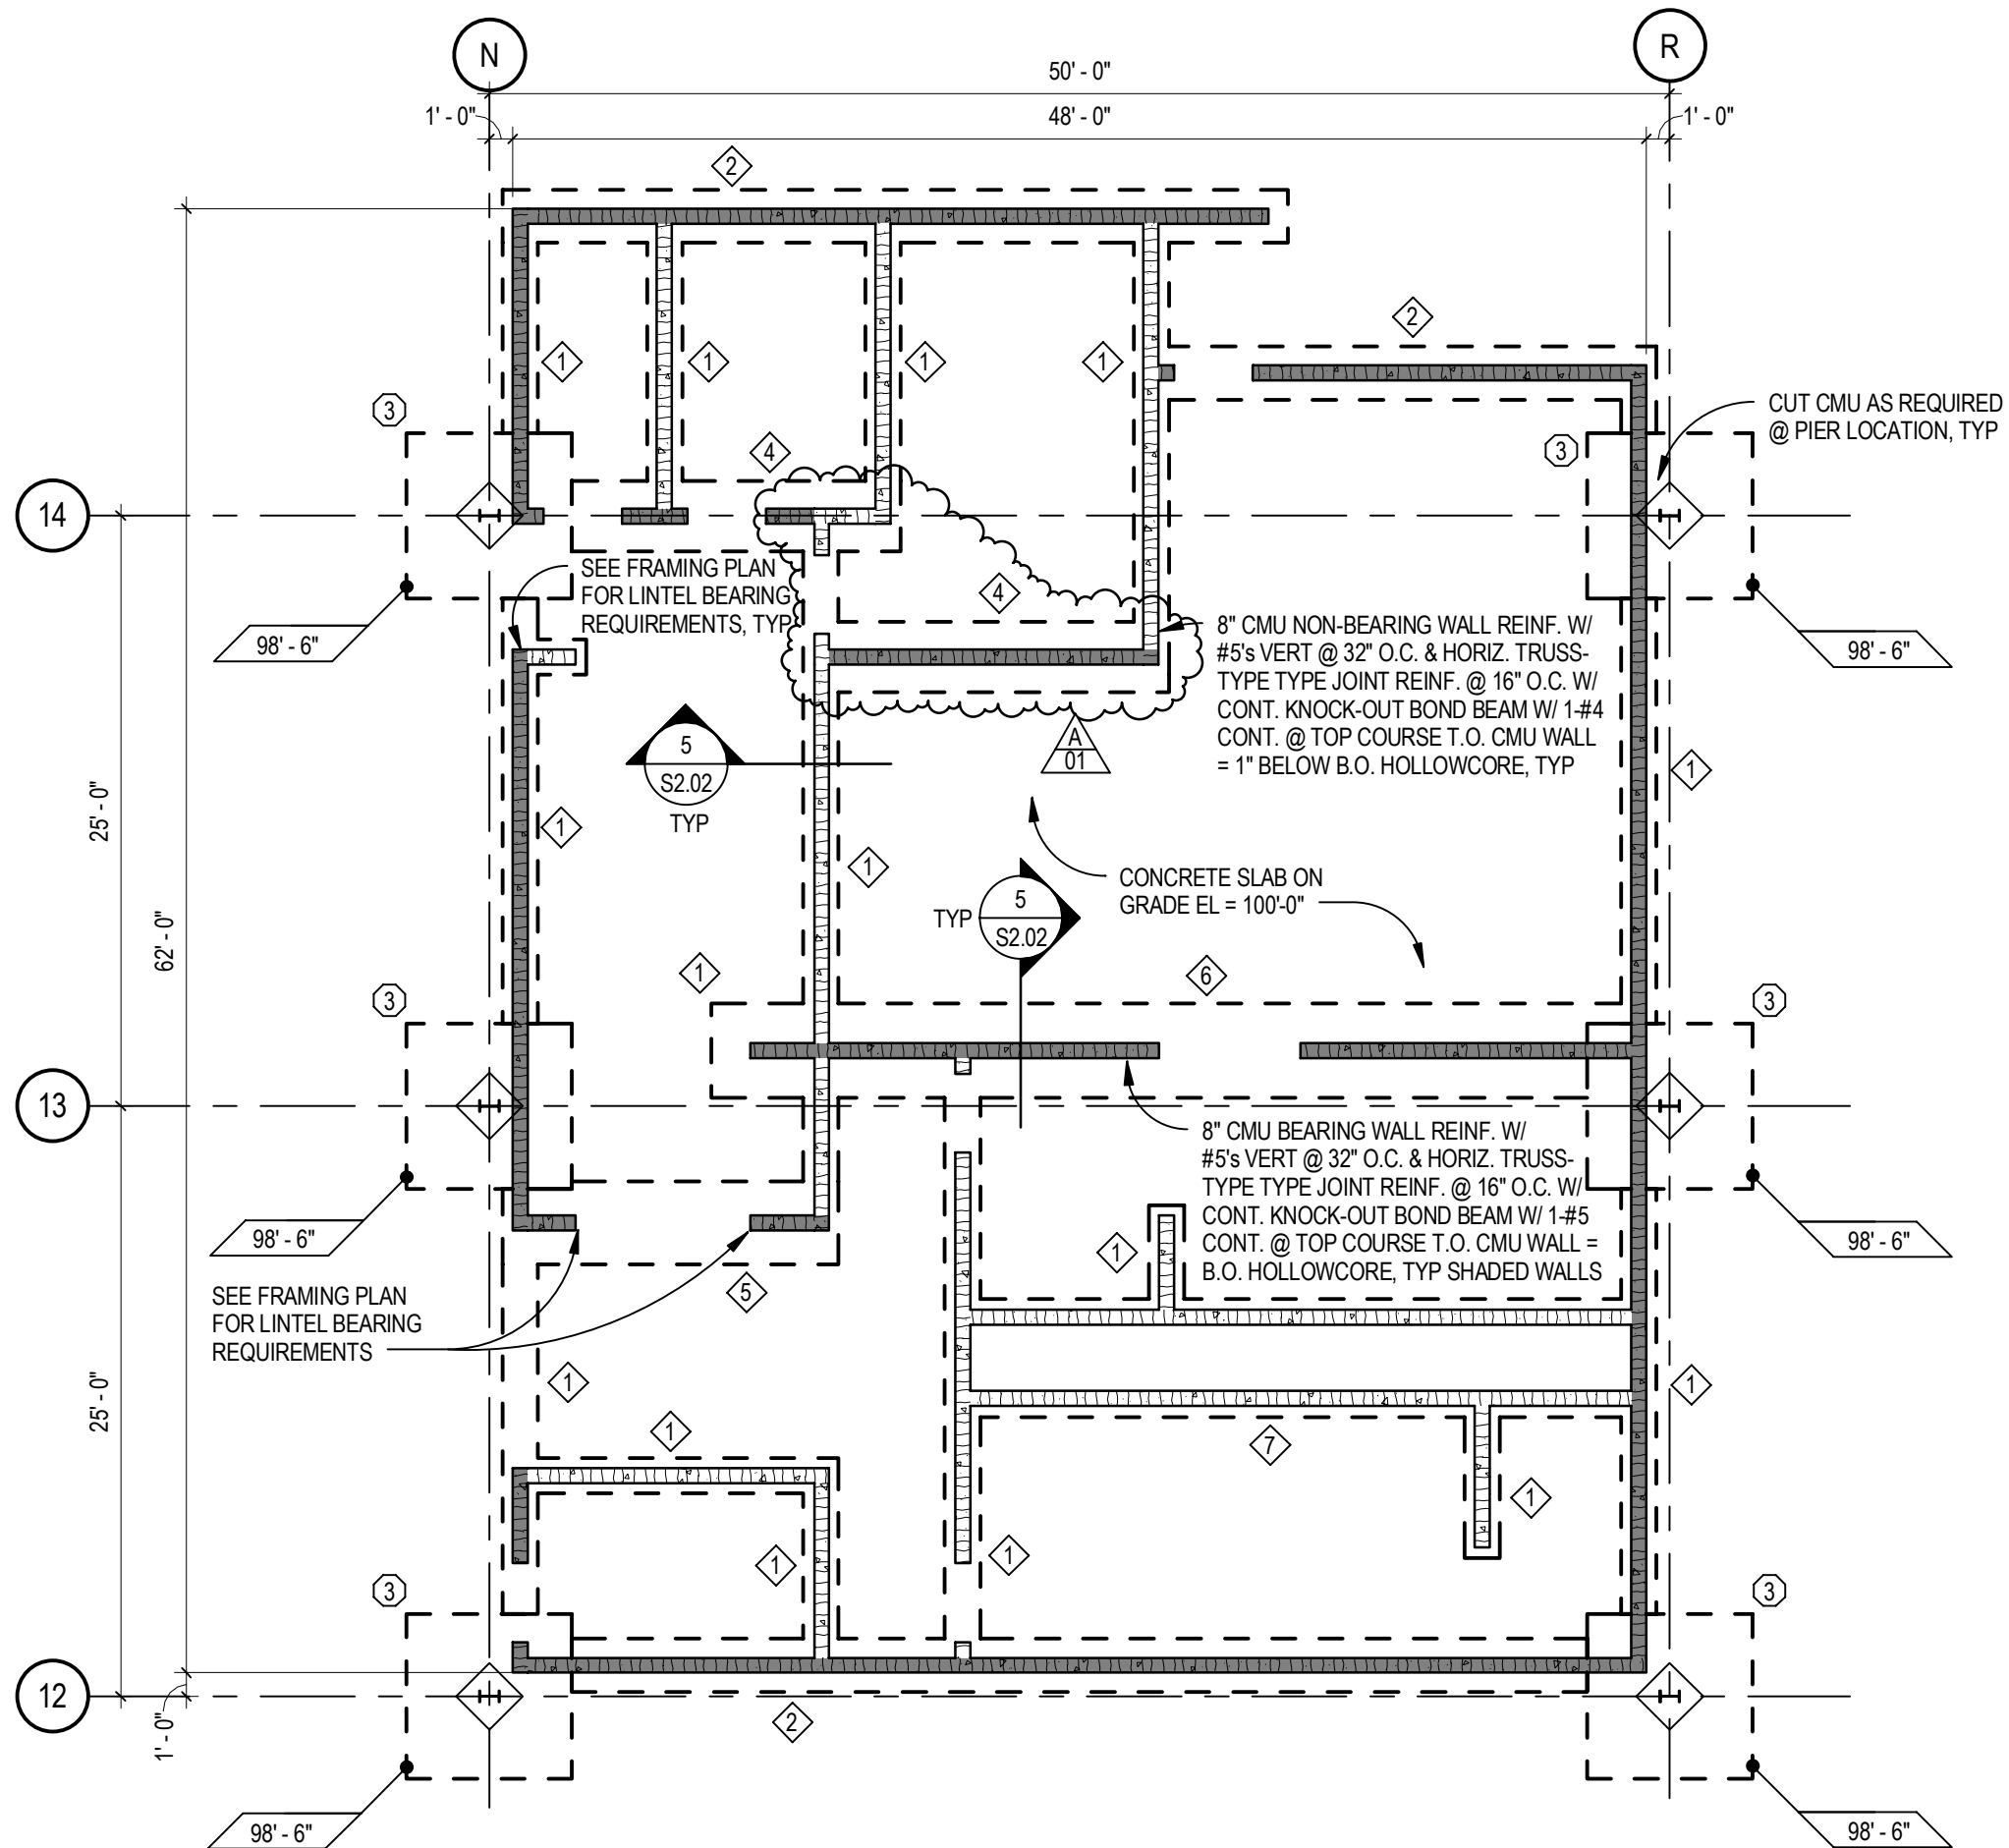 N
R
50' - 0"
1' - 0"
48' - 0"
1' - 0"
2
2
1
1
1
1
3
3
CUT CMU AS REQUIRED
@ PIER LOCATION, TYP
4
14
SEE FRAMING PLAN
FOR LINTEL BEARING
REQUIREMENTS, TYP
4
98' - 6"
98' - 6"
8" CMU NON-BEARING WALL REINF. W/
#5's VERT @ 32" O.C. & HORIZ. TRUSS-
TYPE TYPE JOINT REINF. @ 16" O.C. W/
CONT. KNOCK-OUT BOND BEAM W/ 1-#4
CONT. @ TOP COURSE T.O. CMU WALL
= 1" BELOW B.O. HOLLOWCORE, TYP
A
01
5
S2.02
TYP
1
25' - 0"
62' - 0"
1
1
CONCRETE SLAB ON
GRADE EL = 100'-0"
TYP
5
S2.02
1
6
3
3
13
8" CMU BEARING WALL REINF. W/
#5's VERT @ 32" O.C. & HORIZ. TRUSS-
TYPE TYPE JOINT REINF. @ 16" O.C. W/
CONT. KNOCK-OUT BOND BEAM W/ 1-#5
CONT. @ TOP COURSE T.O. CMU WALL =
B.O. HOLLOWCORE, TYP SHADED WALLS
98' - 6"
98' - 6"
1
5
SEE FRAMING PLAN
FOR LINTEL BEARING
REQUIREMENTS
25' - 0"
1
1
1
7
1
1
1
3
3
12
1' - 0"
2
98' - 6"
98' - 6"